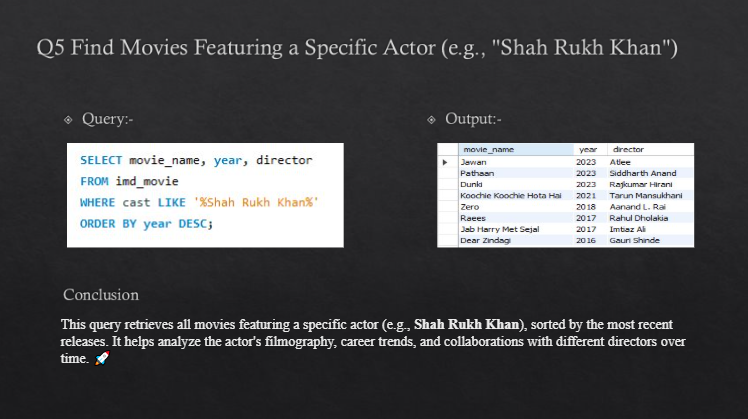 Q5 Find Movies Featuring a Specific Actor (e.g., "Shah Rukh Khan")
Query:-
SELECT movie_name, year, director
FROM imd_movie
WHERE cast LIKE '%Shah Rukh Khan%'
ORDER BY year DESC;
Output:-
movie_name year director
Jawan 2023 Atlee
Pathaan 2023 Siddharth Anand
Dunki 2023 Rajkumar Hirani
Koochie Koochie Hota Hai 2021 Tarun Mansukhani
Zero 2018 Aanand L. Rai
Raees 2017 Rahul Dholakia
Jab Harry Met Sejal 2017 Imtiaz Ali
Dear Zindagi 2016 Gauri Shinde
Conclusion
This query retrieves all movies featuring a specific actor (e.g., Shah Rukh Khan), sorted by the most recent
releases. It helps analyze the actor's filmography, career trends, and collaborations with different directors over
time. 🚀